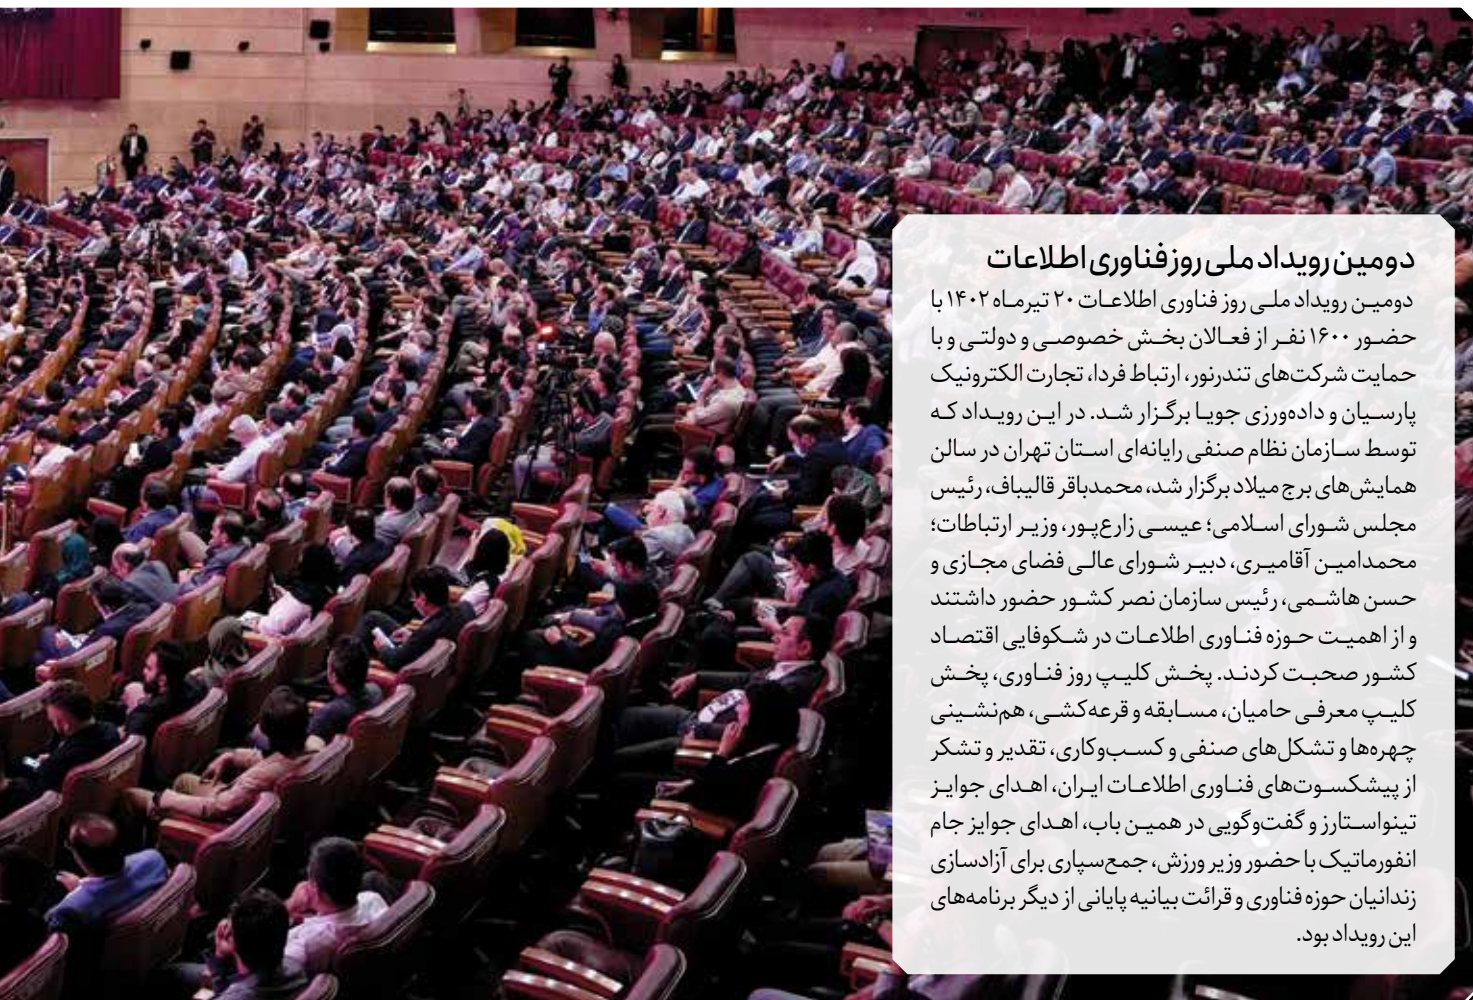 دومین رویداد ملی روز فناوری اطلاعات
دومین رویداد ملی روز فناوری اطلاعات ۲۰ تیرماه ۱۴۰۲ با
حضور ۱۶۰۰ نفر از فعالان بخش خصوصی و دولتی و با
حمایت شرکت‌های تندرنور، ارتباط فردا، تجارت الکترونیک
پارسیان و داده‌ورزی جویا برگزار شد. در این رویداد که
توسط سازمان نظام صنفی رایانه‌ای استان تهران در سالن
همایش‌های برج میلاد برگزار شد، محمدباقر قالیباف، رئیس
مجلس شورای اسلامی؛ عیسی زارع‌پور، وزیر ارتباطات؛
محمدامین آقامیری، دبیر شورای عالی فضای مجازی و
حسن هاشمی، رئیس سازمان نصر کشور حضور داشتند
و از اهمیت حوزه فناوری اطلاعات در شکوفایی اقتصاد
کشور صحبت کردند. پخش کلیپ روز فناوری، پخش
کلیپ معرفی حامیان، مسابقه و قرعه‌کشی، هم‌نشینی
چهره‌ها و تشکل‌های صنفی و کسب‌وکاری، تقدیر و تشکر
از پیشکسوت‌های فناوری اطلاعات ایران، اهدای جوایز
تینواستارز و گفت‌وگویی در همین باب، اهدای جوایز جام
انفورماتیک با حضور وزیر ورزش، جمع‌سپاری برای آزادسازی
زندانیان حوزه فناوری و قرائت بیانیه پایانی از دیگر برنامه‌های
این رویداد بود.